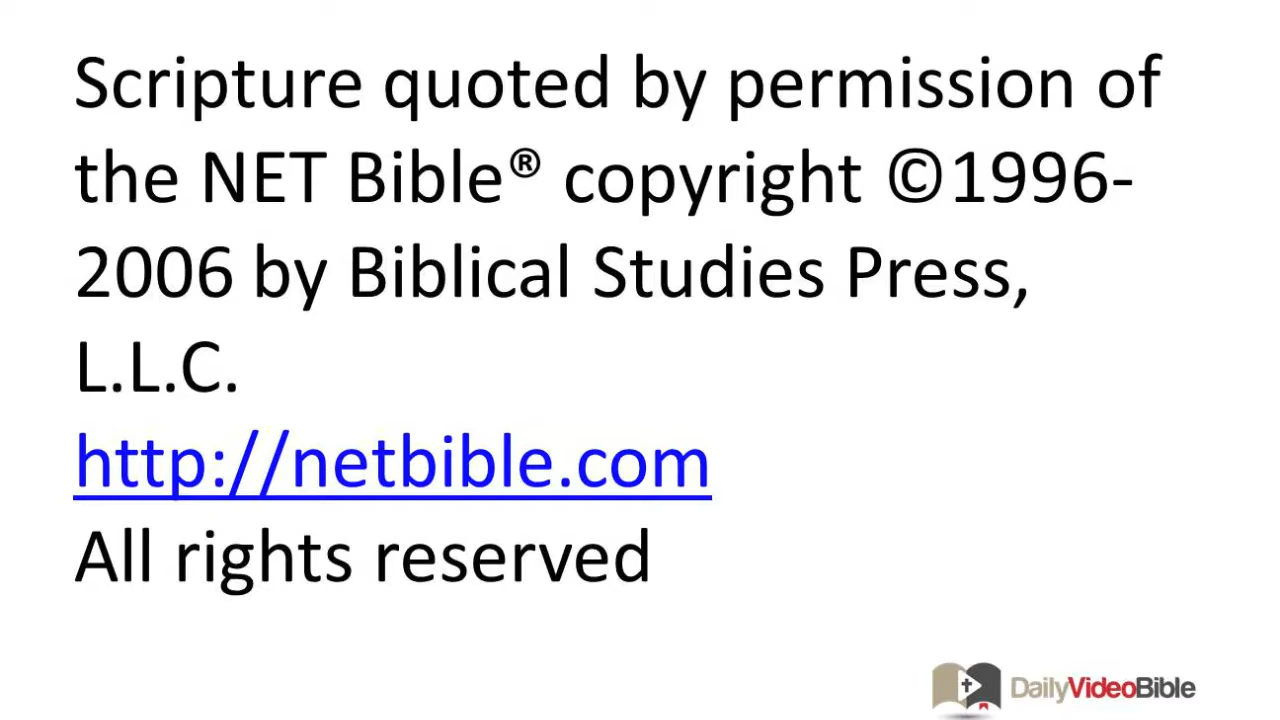 Scripture quoted by permission of
the NET Bible® copyright ©1996-
2006 by Biblical Studies Press,
L.L.C.
http://netbible.com
All rights reserved
DailyVideoBible